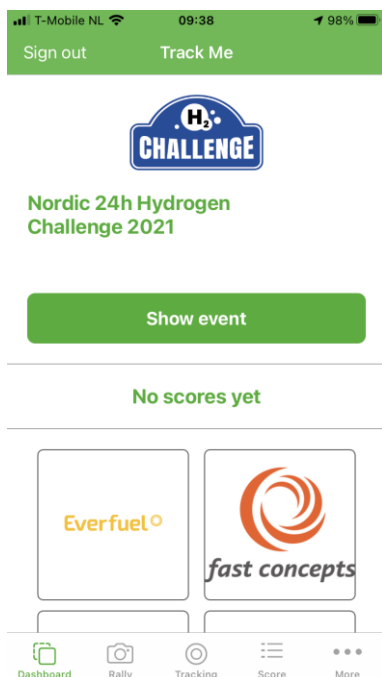 T-Mobile NL 09:38 98%
Sign out Track Me
H2
CHALLENGE
Nordic 24h Hydrogen
Challenge 2021
Show event
No scores yet
Everfuel
fast concepts
Dashboard Rally Tracking Score More